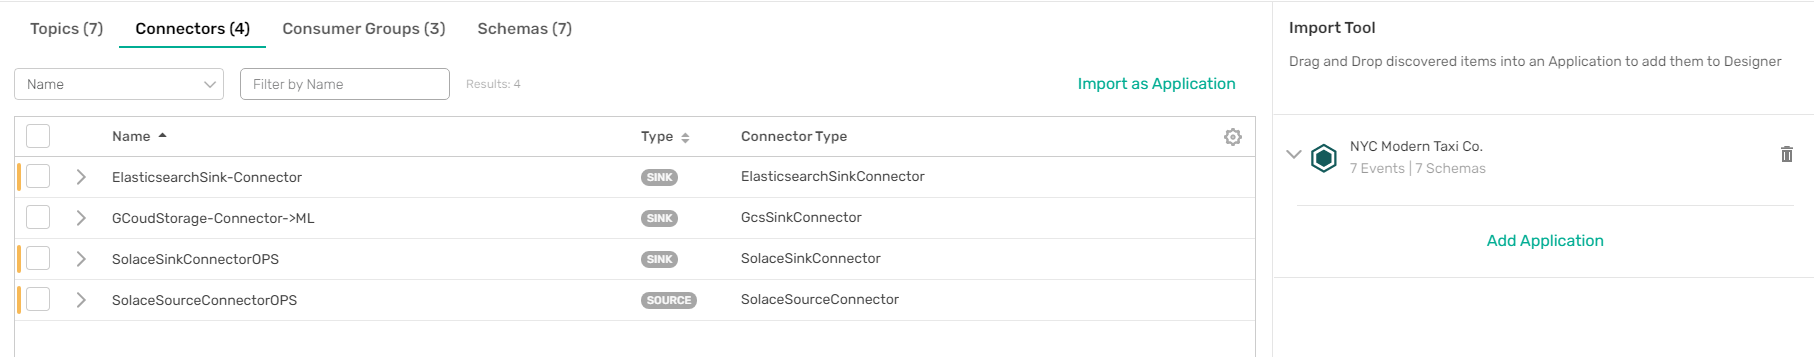 Topics (7) Connectors (4) Consumer Groups (3) Schemas (7)
Name Filter by Name Results: 4 Import as Application
Name Type Connector Type
ElasticsearchSink-Connector SINK ElasticsearchSinkConnector
GCoudStorage-Connector->ML SINK GcsSinkConnector
SolaceSinkConnectorOPS SINK SolaceSinkConnector
SolaceSourceConnectorOPS SOURCE SolaceSourceConnector
Import Tool
Drag and Drop discovered items into an Application to add them to Designer
NYC Modern Taxi Co.
7 Events | 7 Schemas
Add Application